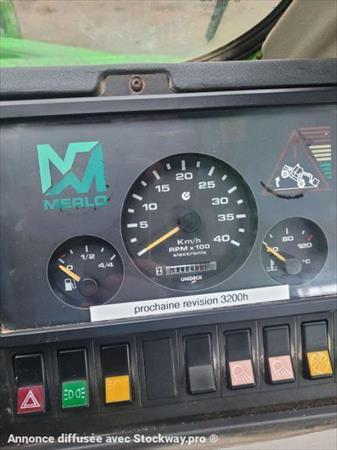 MERLO
5 10 15 20 25 30 35 40
Km/h
RPM x 100
electronic
UNIDECK
0 1/2 4/4
80 120
°C
prochaine revision 3200h
Annonce diffusée avec Stockway.pro ®